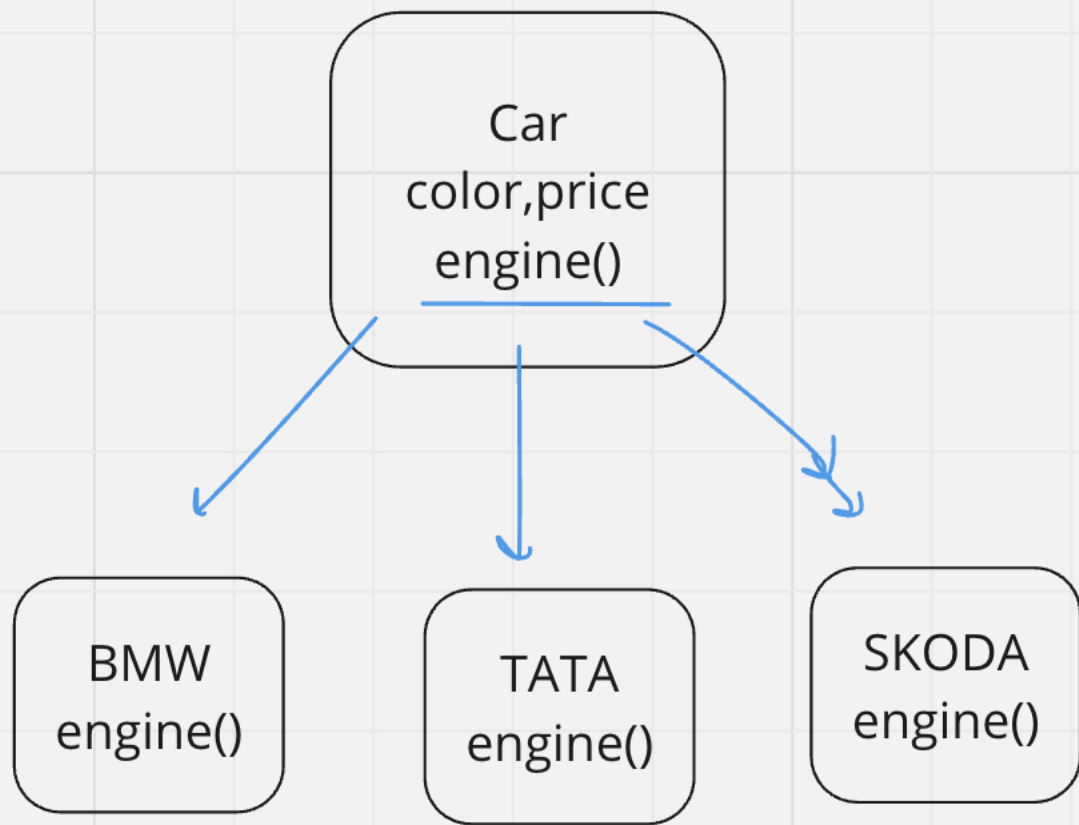 Car
color,price
engine()
BMW
engine()
TATA
engine()
SKODA
engine()